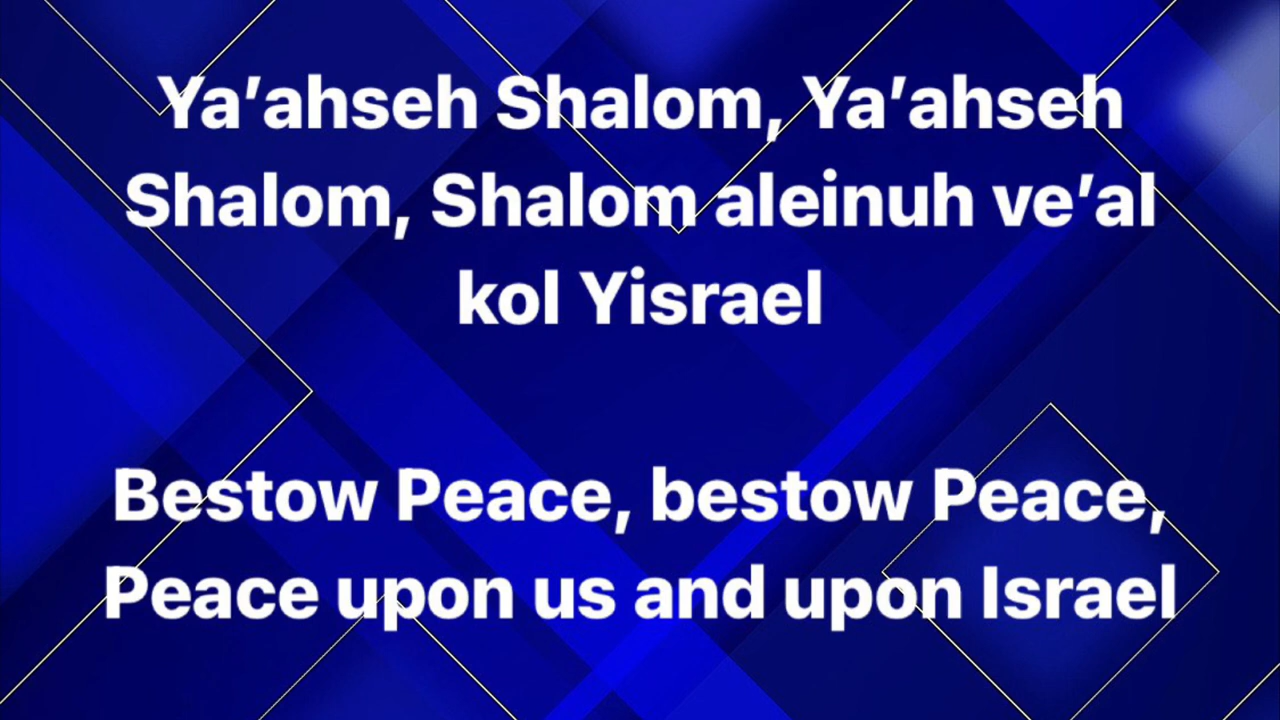 Ya’ahseh Shalom, Ya’ahseh
Shalom, Shalom aleinuh ve’al
kol Yisrael
Bestow Peace, bestow Peace,
Peace upon us and upon Israel